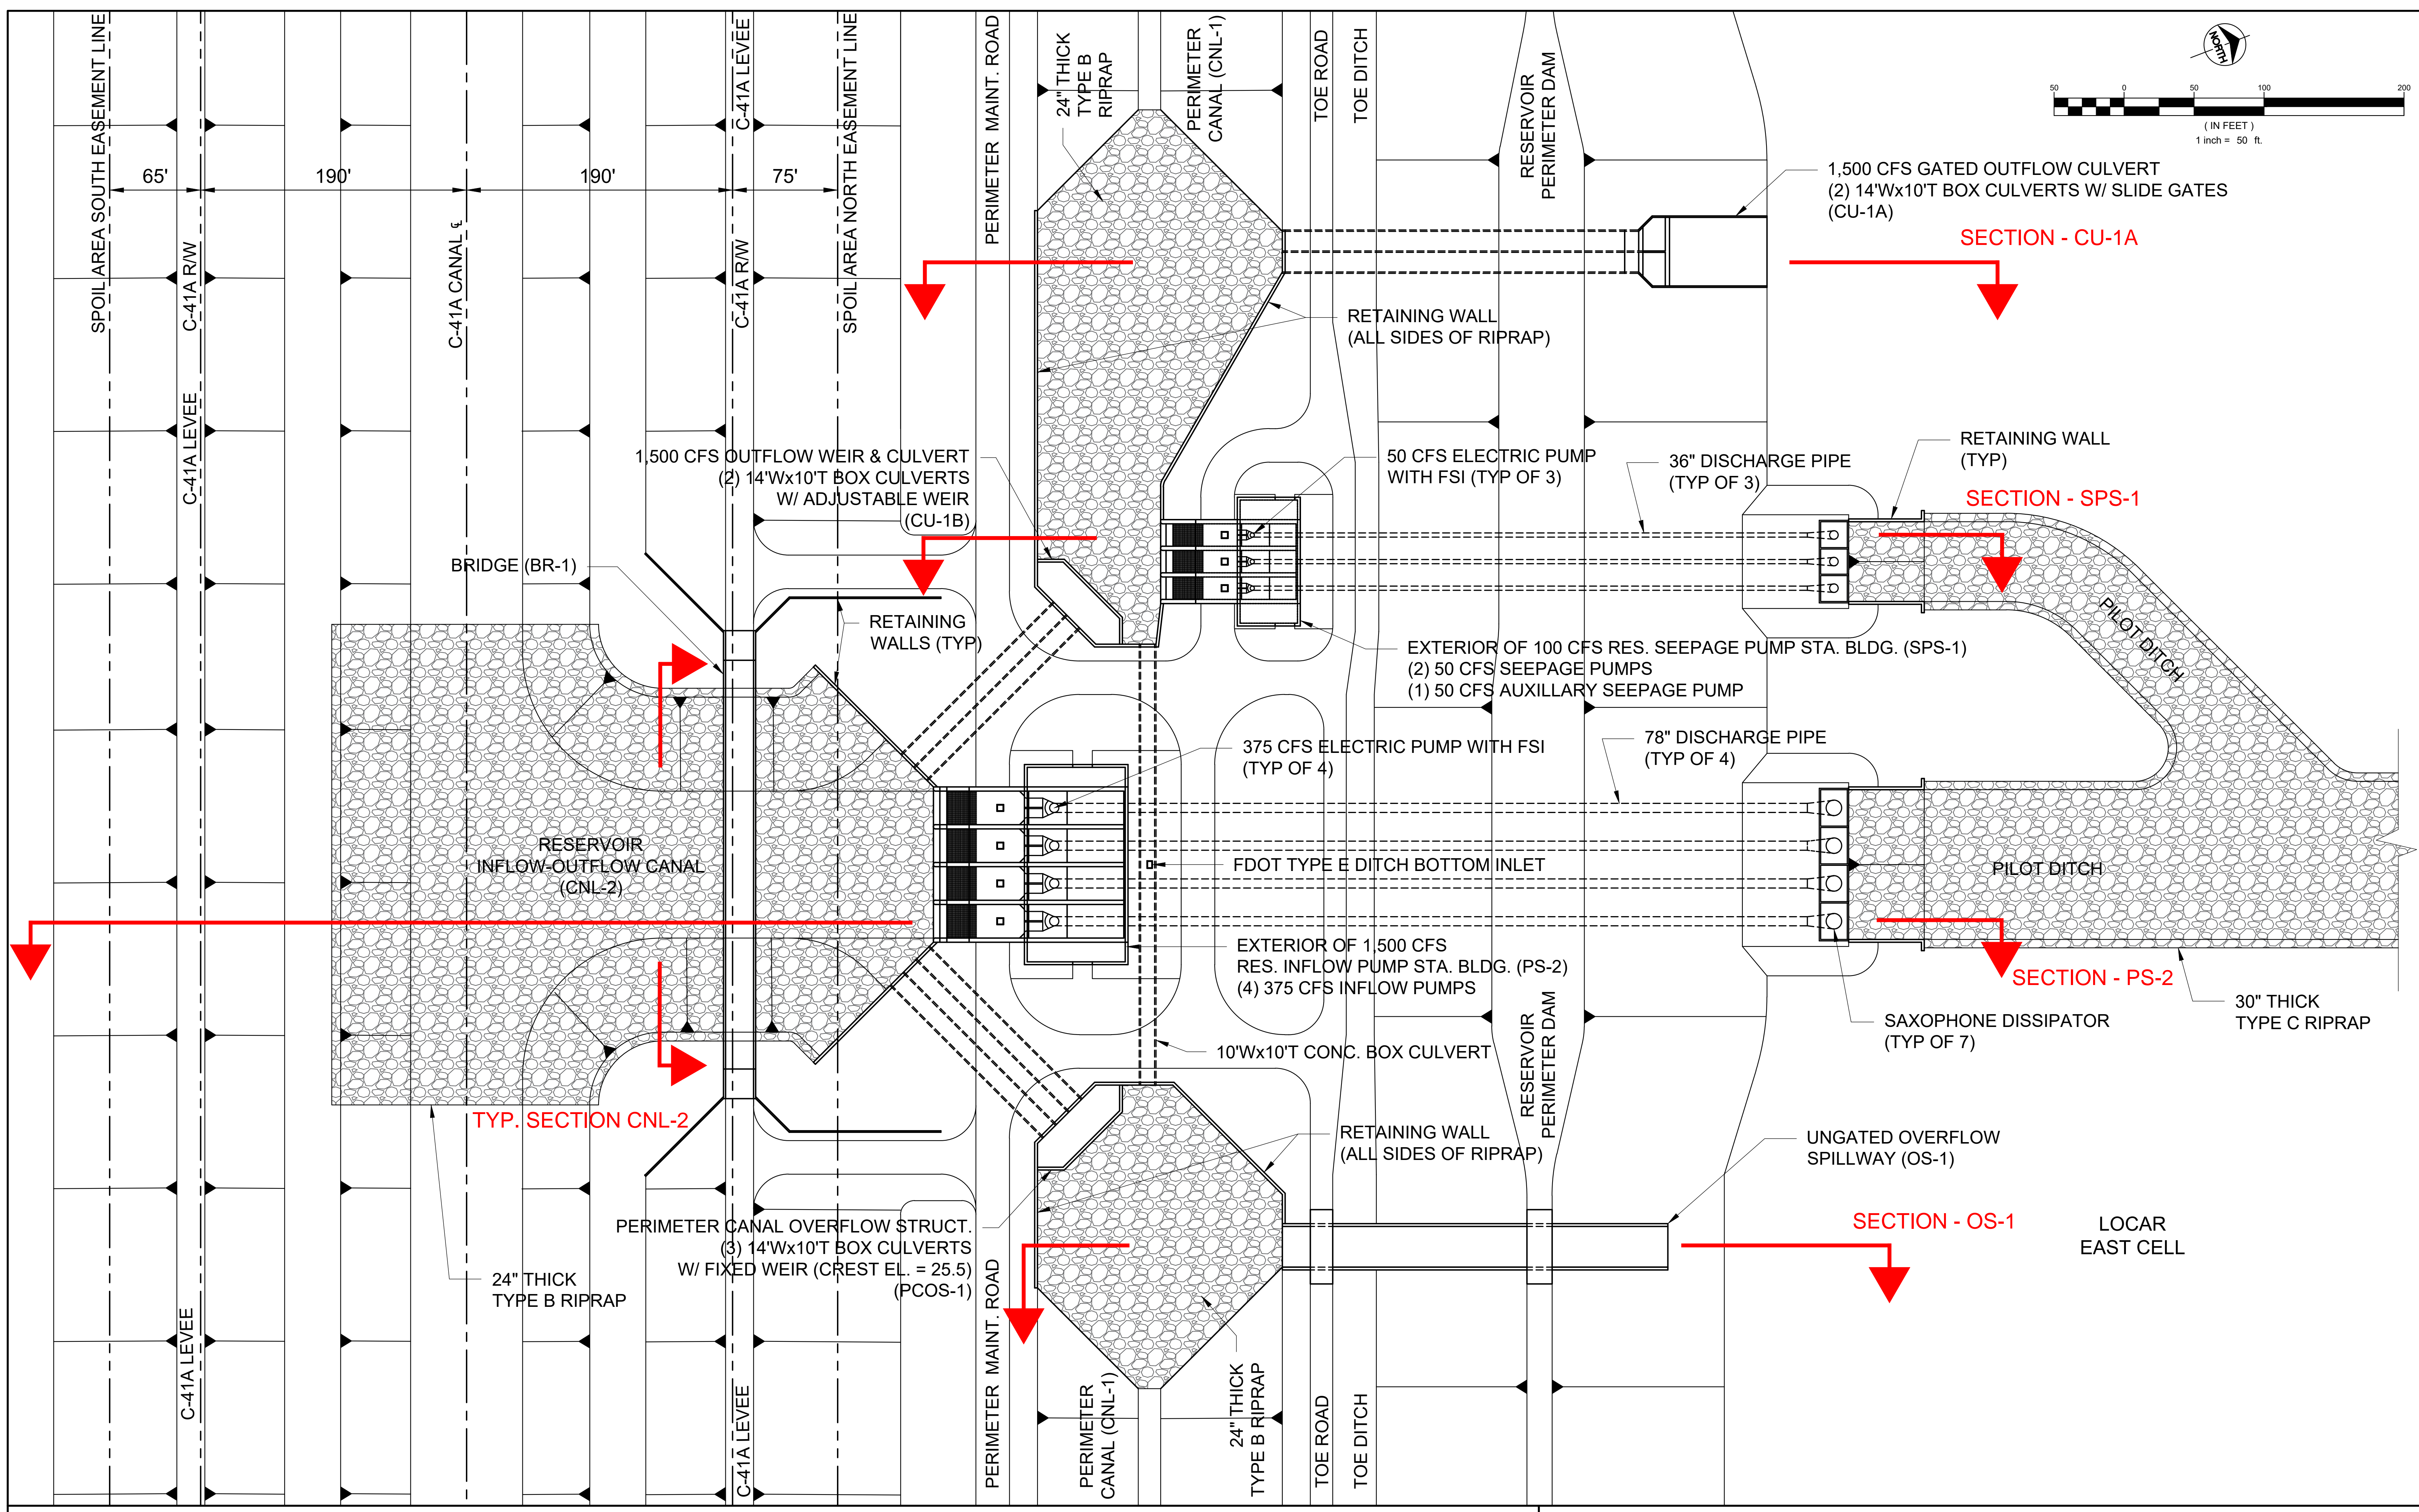 SPOIL AREA SOUTH EASEMENT LINE
C-41A R/W
C-41A LEVEE
C-41A LEVEE
C-41A CANAL ℄
C-41A LEVEE
C-41A R/W
C-41A LEVEE
SPOIL AREA NORTH EASEMENT LINE
65'
190'
190'
75'
PERIMETER MAINT. ROAD
24" THICK
TYPE B
RIPRAP
PERIMETER
CANAL (CNL-1)
TOE ROAD
TOE DITCH
RESERVOIR
PERIMETER DAM
NORTH
50
0
50
100
200
( IN FEET )
1 inch = 50 ft.
1,500 CFS GATED OUTFLOW CULVERT
(2) 14'Wx10'T BOX CULVERTS W/ SLIDE GATES
(CU-1A)
SECTION - CU-1A
RETAINING WALL
(ALL SIDES OF RIPRAP)
1,500 CFS OUTFLOW WEIR & CULVERT
(2) 14'Wx10'T BOX CULVERTS
W/ ADJUSTABLE WEIR
(CU-1B)
50 CFS ELECTRIC PUMP
WITH FSI (TYP OF 3)
36" DISCHARGE PIPE
(TYP OF 3)
RETAINING WALL
(TYP)
SECTION - SPS-1
BRIDGE (BR-1)
RETAINING
WALLS (TYP)
EXTERIOR OF 100 CFS RES. SEEPAGE PUMP STA. BLDG. (SPS-1)
(2) 50 CFS SEEPAGE PUMPS
(1) 50 CFS AUXILLARY SEEPAGE PUMP
PILOT DITCH
375 CFS ELECTRIC PUMP WITH FSI
(TYP OF 4)
78" DISCHARGE PIPE
(TYP OF 4)
RESERVOIR
INFLOW-OUTFLOW CANAL
(CNL-2)
FDOT TYPE E DITCH BOTTOM INLET
PILOT DITCH
EXTERIOR OF 1,500 CFS
RES. INFLOW PUMP STA. BLDG. (PS-2)
(4) 375 CFS INFLOW PUMPS
SECTION - PS-2
30" THICK
TYPE C RIPRAP
SAXOPHONE DISSIPATOR
(TYP OF 7)
10'Wx10'T CONC. BOX CULVERT
RESERVOIR
PERIMETER DAM
TYP. SECTION CNL-2
RETAINING WALL
(ALL SIDES OF RIPRAP)
UNGATED OVERFLOW
SPILLWAY (OS-1)
PERIMETER CANAL OVERFLOW STRUCT.
(3) 14'Wx10'T BOX CULVERTS
W/ FIXED WEIR (CREST EL. = 25.5)
(PCOS-1)
SECTION - OS-1
LOCAR
EAST CELL
24" THICK
TYPE B RIPRAP
PERIMETER MAINT. ROAD
PERIMETER
CANAL (CNL-1)
24" THICK
TYPE B RIPRAP
TOE ROAD
TOE DITCH